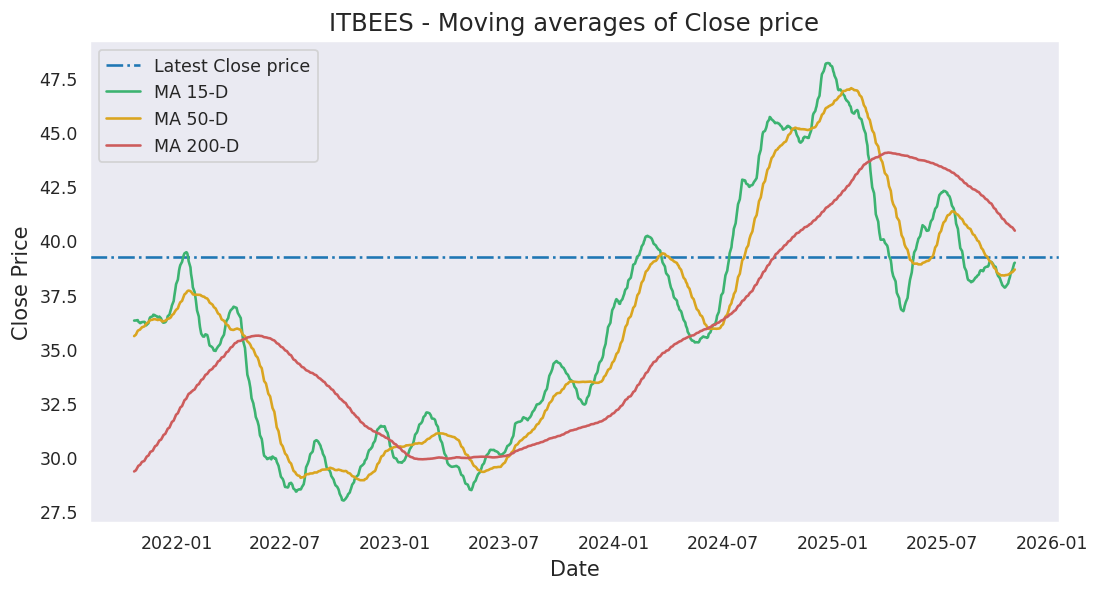 ITBEES - Moving averages of Close price
Latest Close price
MA 15-D
MA 50-D
MA 200-D
Close Price
47.5
45.0
42.5
40.0
37.5
35.0
32.5
30.0
27.5
2022-01 2022-07 2023-01 2023-07 2024-01 2024-07 2025-01 2025-07 2026-01
Date